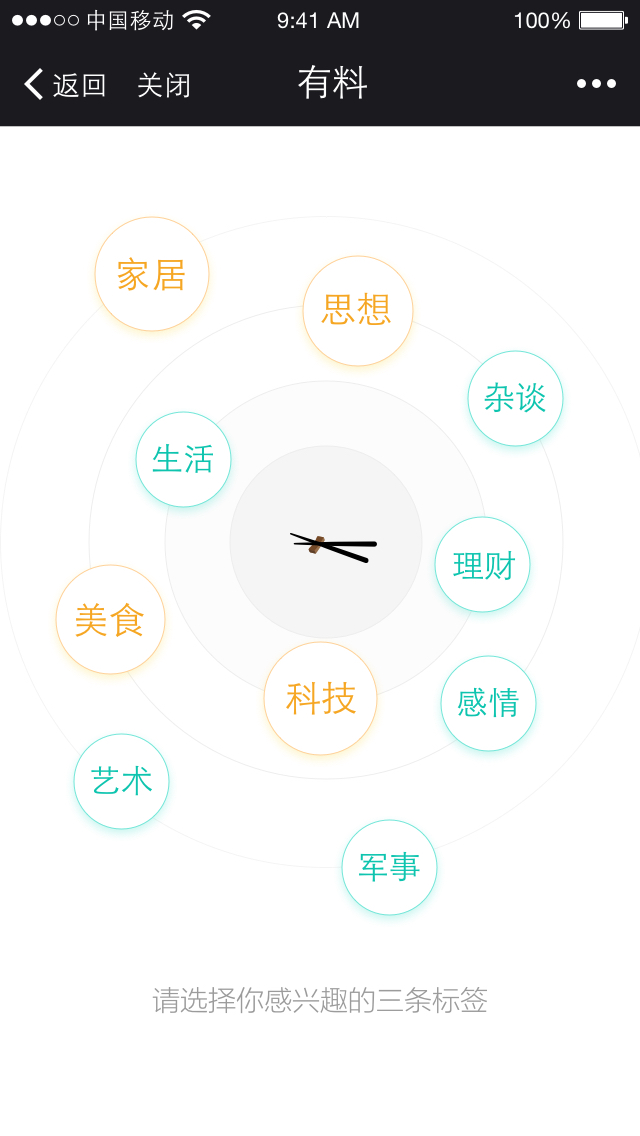 中国移动 9:41 AM 100%
返回 关闭 有料
家居
思想
杂谈
生活
理财
美食
科技
感情
艺术
军事
请选择你感兴趣的三条标签